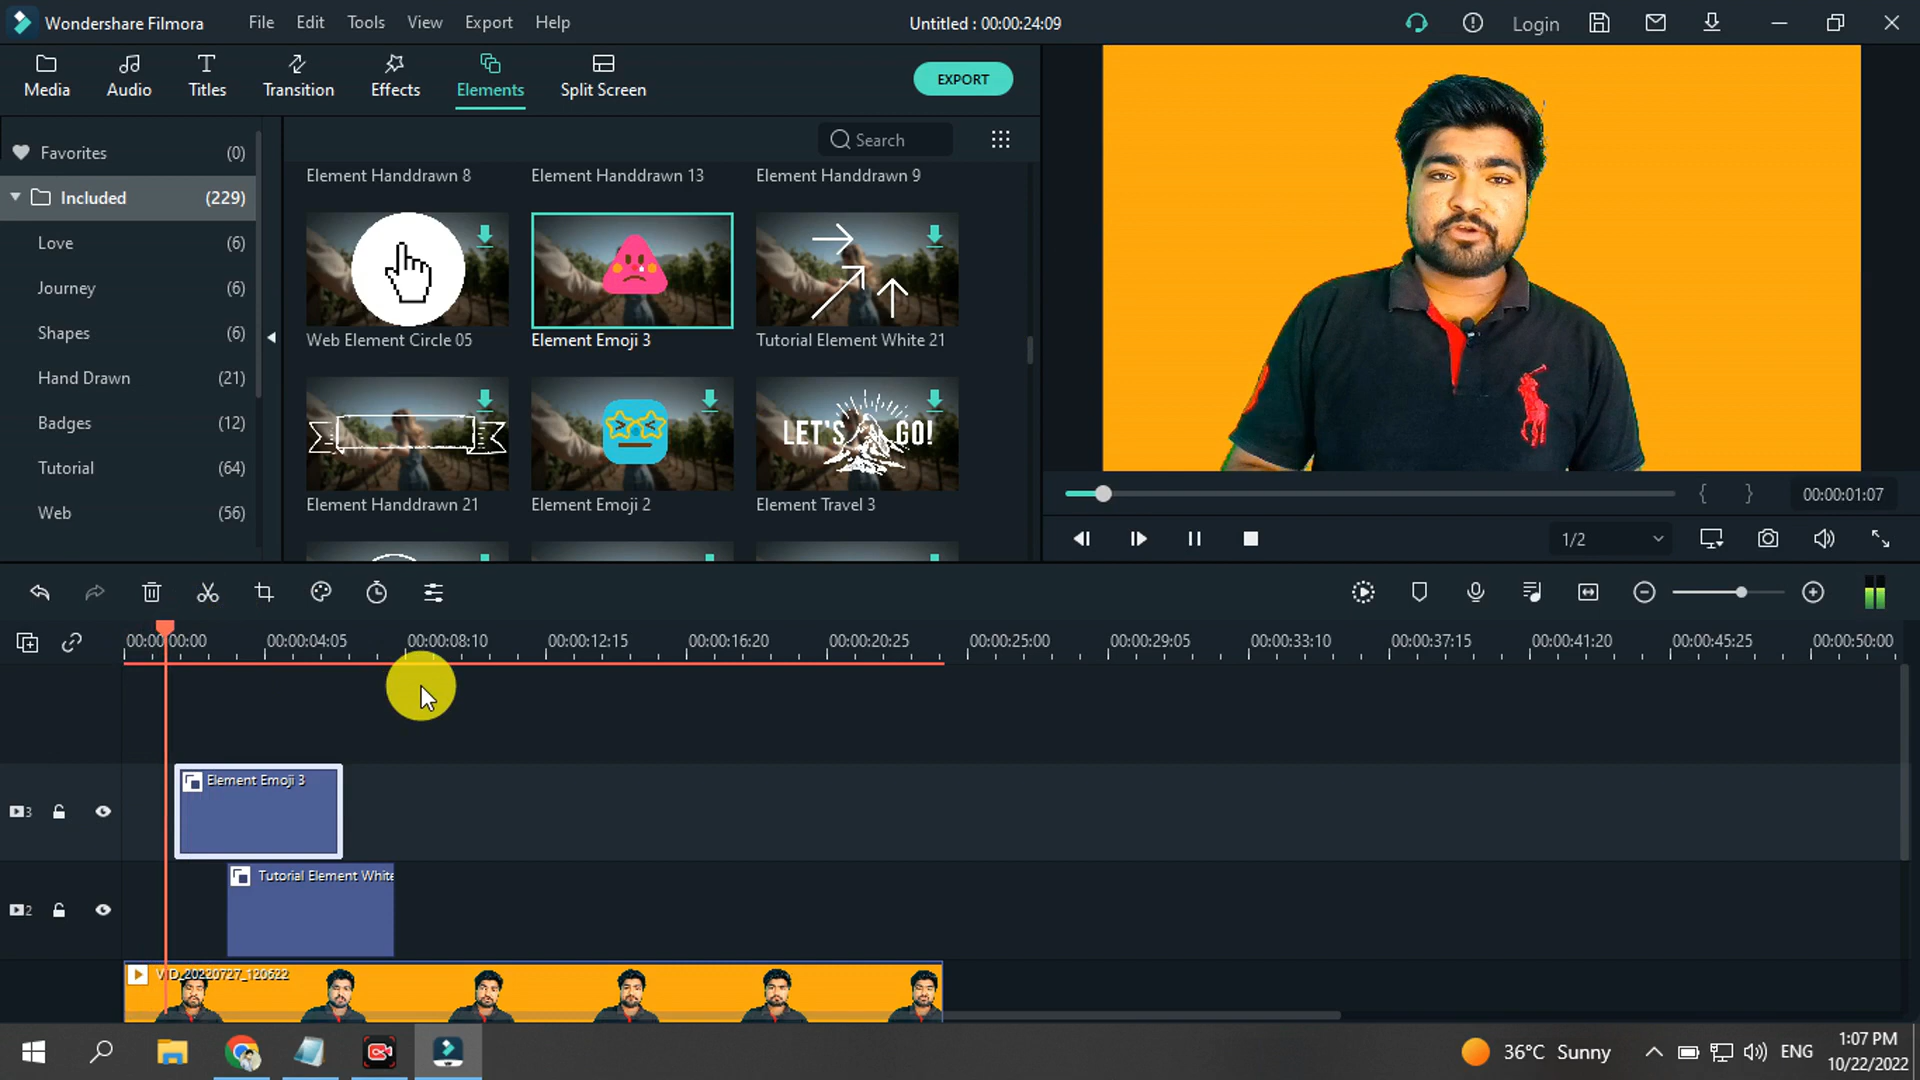 Wondershare Filmora
File
Edit
Tools
View
Export
Help
Untitled : 00:00:24:09
Login
Media
Audio
Titles
Transition
Effects
Elements
Split Screen
EXPORT
Favorites (0)
Included (229)
Love (6)
Journey (6)
Shapes (6)
Hand Drawn (21)
Badges (12)
Tutorial (64)
Web (56)
Search
Element Handdrawn 8
Element Handdrawn 13
Element Handdrawn 9
Web Element Circle 05
Element Emoji 3
Tutorial Element White 21
LET'S GO!
Element Handdrawn 21
Element Emoji 2
Element Travel 3
00:00:01:07
1/2
00:00:00:00
00:00:04:05
00:00:08:10
00:00:12:15
00:00:16:20
00:00:20:25
00:00:25:00
00:00:29:05
00:00:33:10
00:00:37:15
00:00:41:20
00:00:45:25
00:00:50:00
3
Element Emoji 3
2
Tutorial Element White
VID_20220727_120622
36°C Sunny
ENG
1:07 PM
10/22/2022